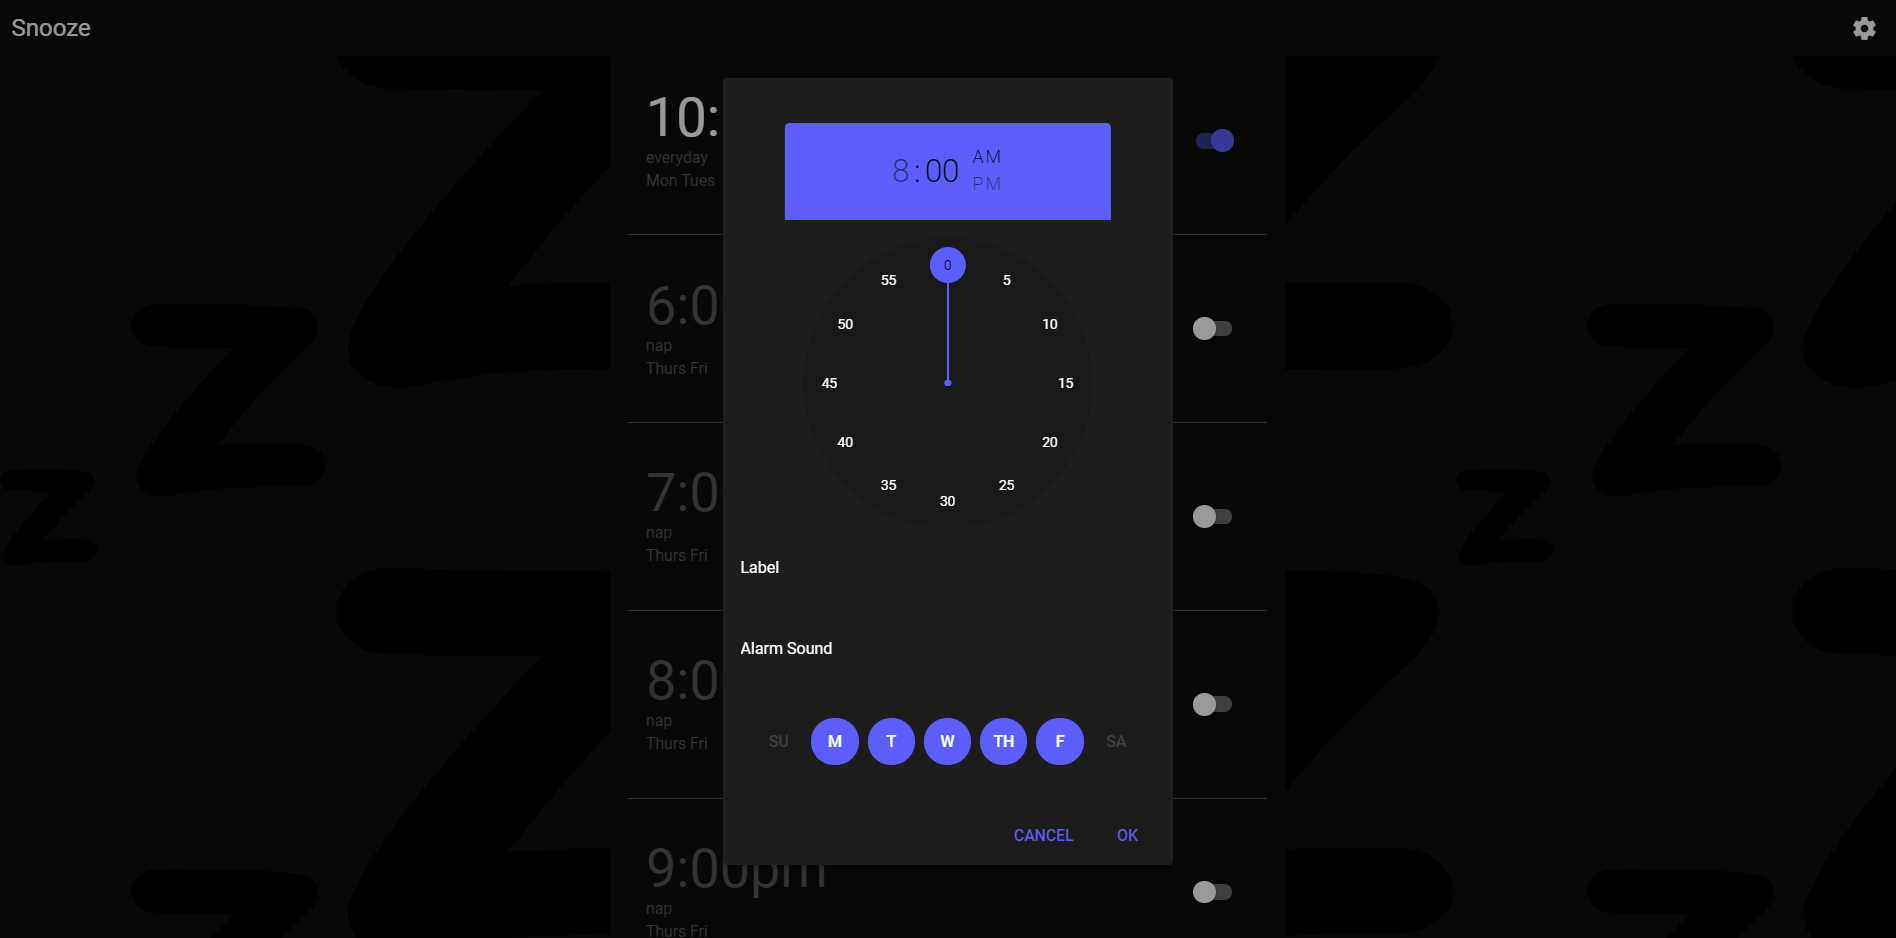 Snooze
10:
everyday
Mon Tues
6:0
nap
Thurs Fri
7:0
nap
Thurs Fri
8:0
nap
Thurs Fri
9:00pm
nap
Thurs Fri
8:00
AM
PM
0
5
10
15
20
25
30
35
40
45
50
55
Label
Alarm Sound
SU M T W TH F SA
CANCEL OK